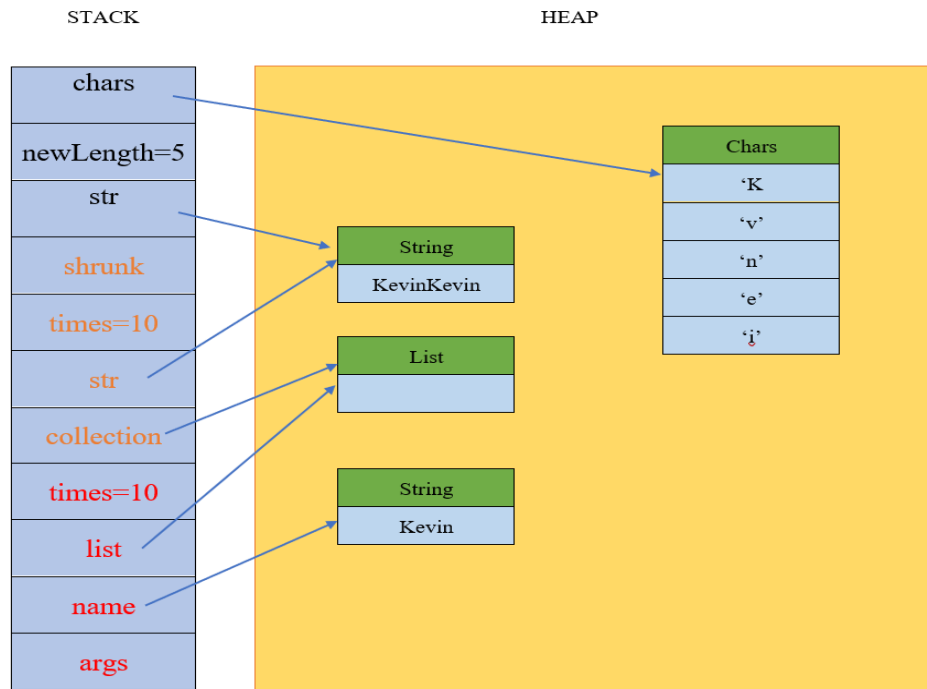 STACK
HEAP
chars
newLength=5
str
shrunk
times=10
str
collection
times=10
list
name
args
String
KevinKevin
List
String
Kevin
Chars
‘K
‘v’
‘n’
‘e’
‘i’